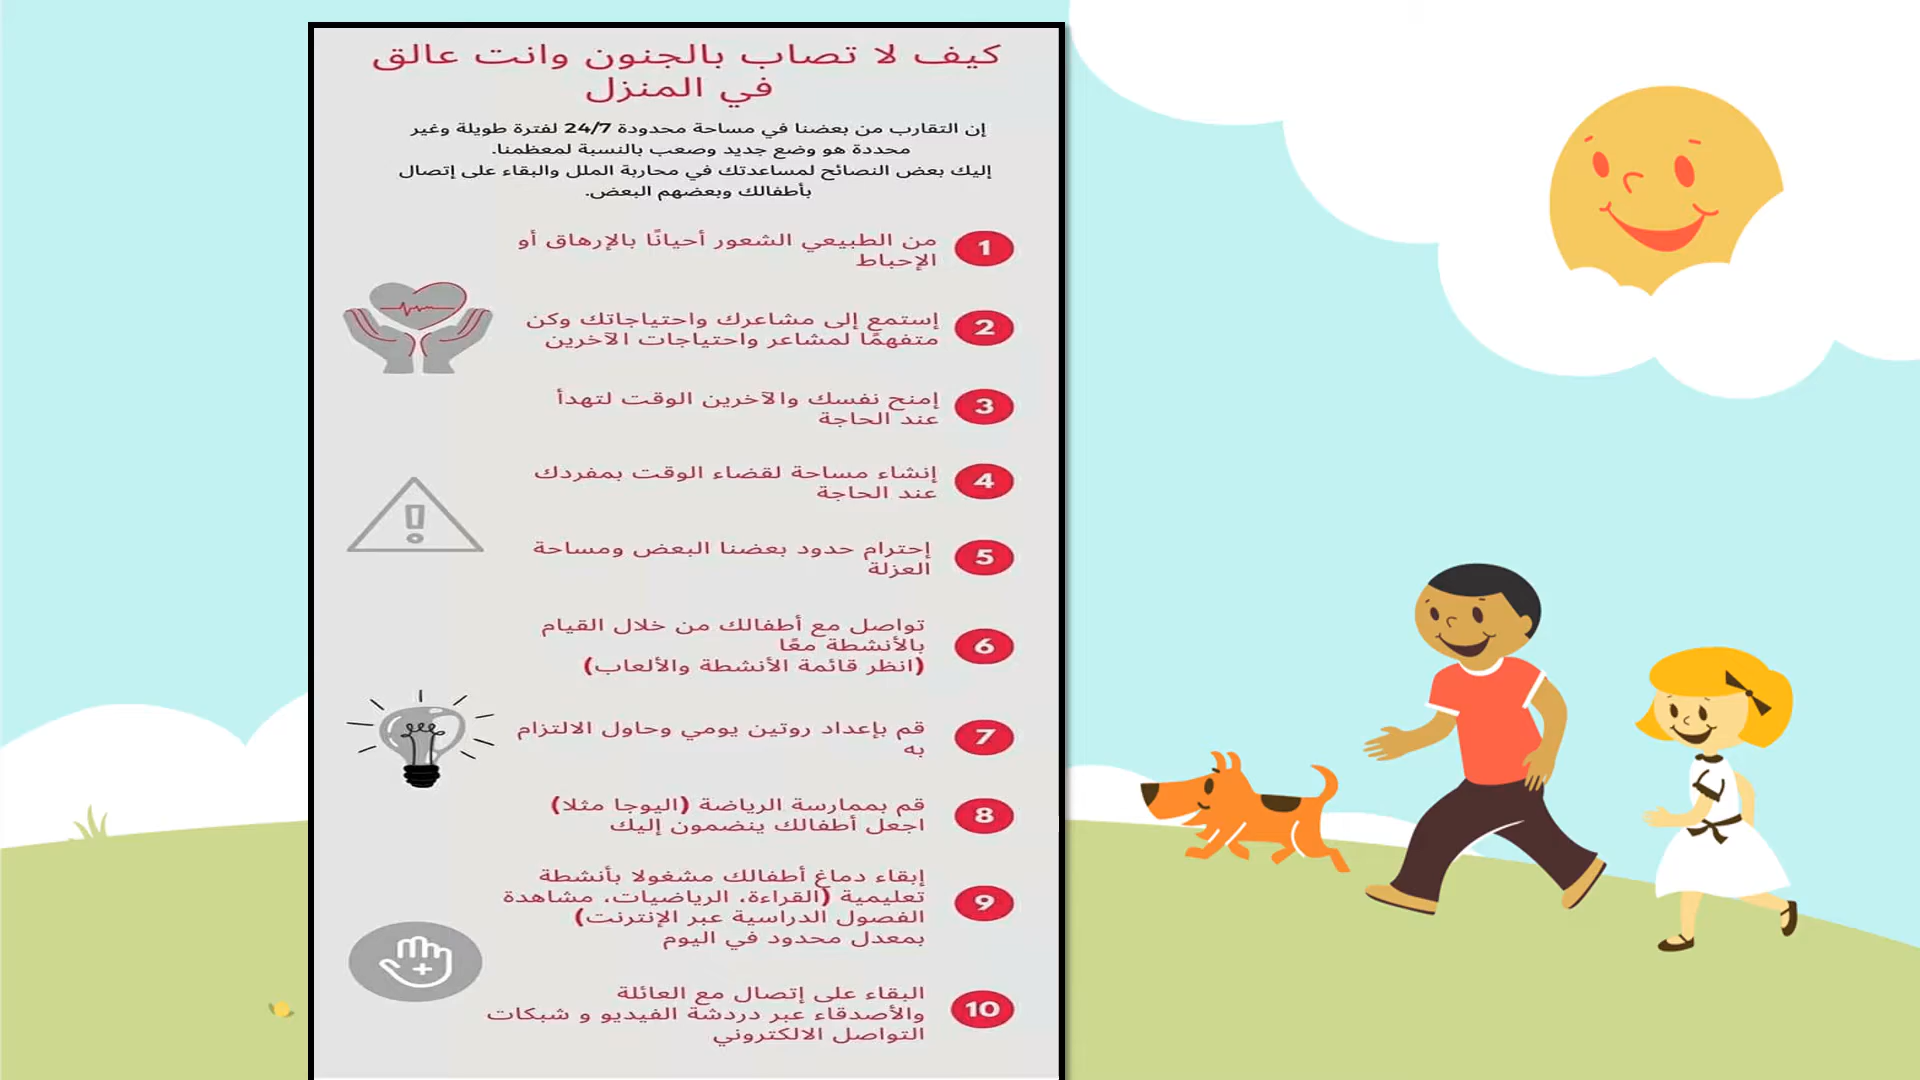 كيف لا تصاب بالجنون وانت عالق
في المنزل
إن التقارب من بعضنا في مساحة محدودة 24/7 لفترة طويلة وغير
محددة هو وضع جديد وصعب بالنسبة لمعظمنا.
إليك بعض النصائح لمساعدتك في محاربة الملل والبقاء على إتصال
بأطفالك وبعضهم البعض.
1 من الطبيعي الشعور أحيانًا بالإرهاق أو
الإحباط
2 إستمع إلى مشاعرك واحتياجاتك وكن
متفهمًا لمشاعر واحتياجات الآخرين
3 إمنح نفسك والآخرين الوقت لتهدأ
عند الحاجة
4 إنشاء مساحة لقضاء الوقت بمفردك
عند الحاجة
5 إحترام حدود بعضنا البعض ومساحة
العزلة
6 تواصل مع أطفالك من خلال القيام
بالأنشطة معًا
(انظر قائمة الأنشطة والألعاب)
7 قم بإعداد روتين يومي وحاول الالتزام
به
8 قم بممارسة الرياضة (اليوجا مثلا)
اجعل أطفالك ينضمون إليك
9 إبقاء دماغ أطفالك مشغولا بأنشطة
تعليمية (القراءة، الرياضيات، مشاهدة
الفصول الدراسية عبر الإنترنت)
بمعدل محدود في اليوم
10 البقاء على إتصال مع العائلة
والأصدقاء عبر دردشة الفيديو و شبكات
التواصل الالكتروني